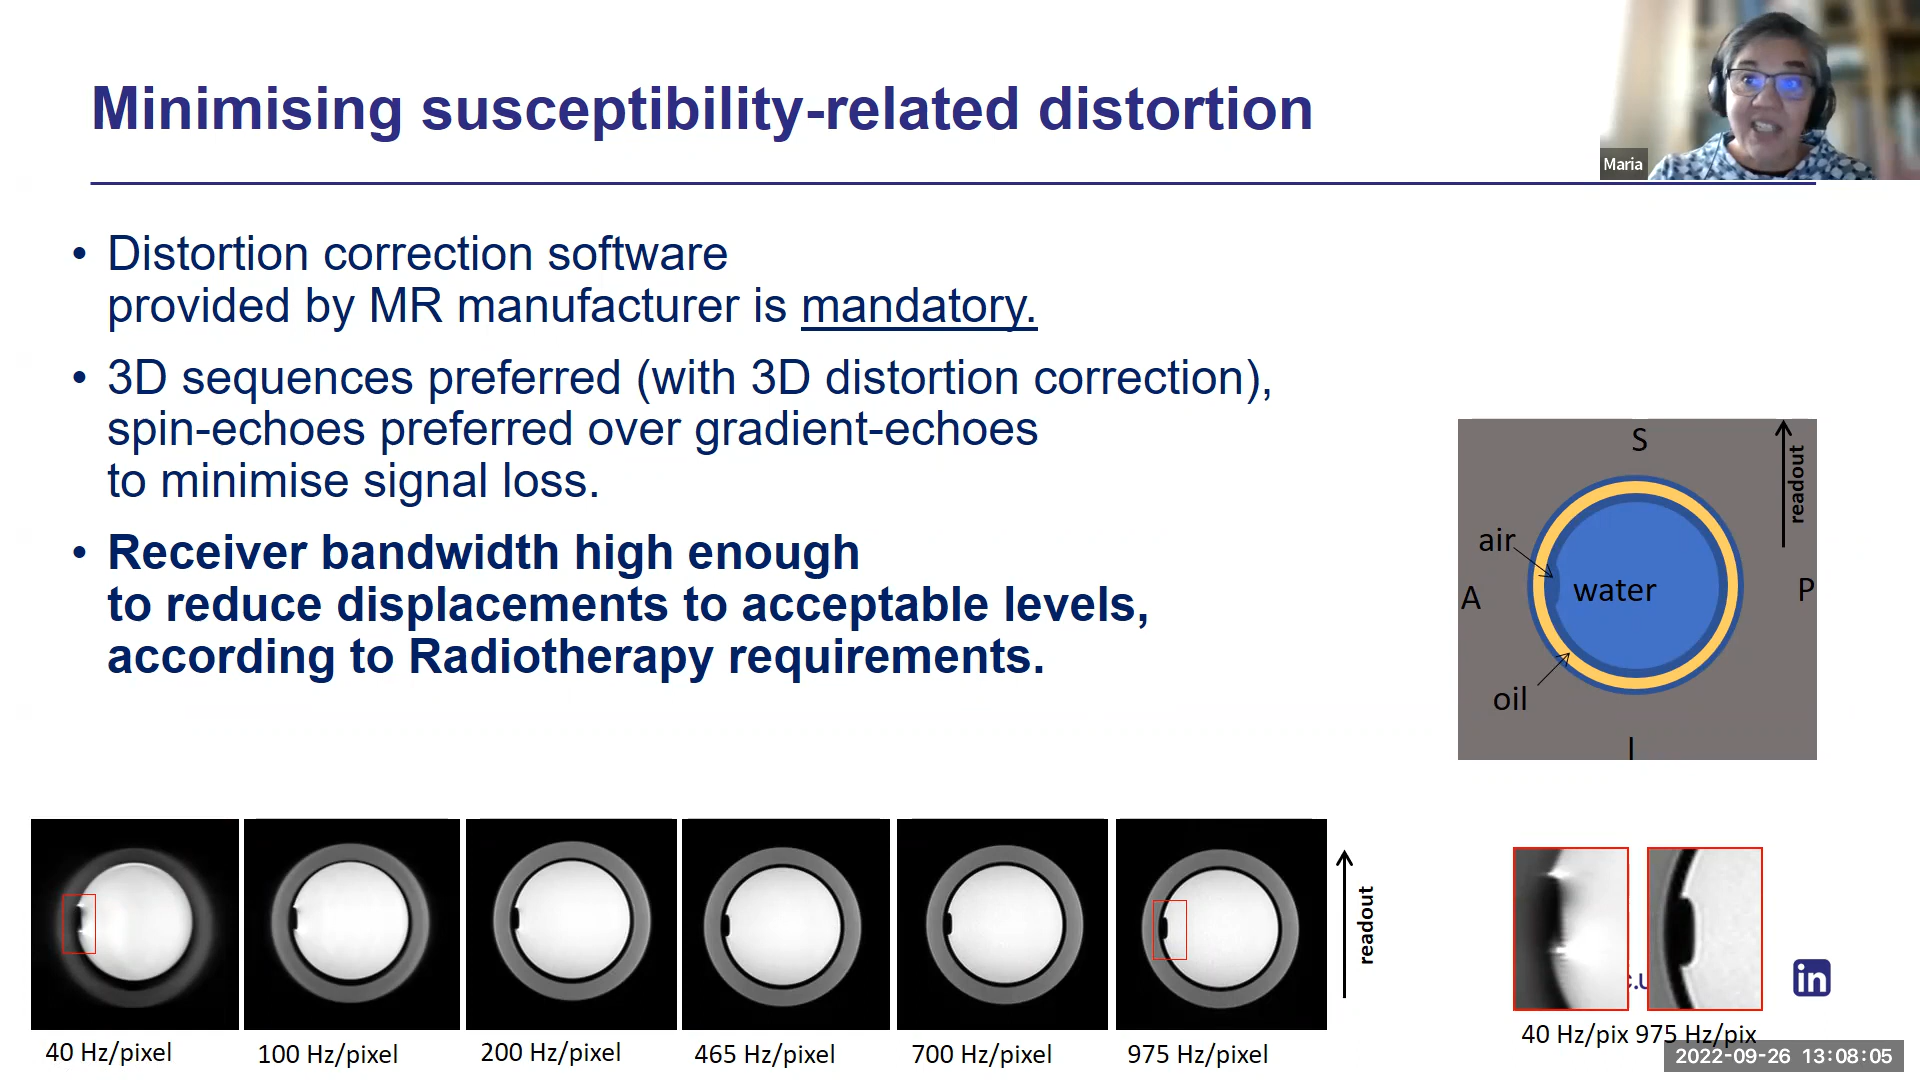 Minimising susceptibility-related distortion
Maria
• Distortion correction software
provided by MR manufacturer is mandatory.
• 3D sequences preferred (with 3D distortion correction),
spin-echoes preferred over gradient-echoes
to minimise signal loss.
• Receiver bandwidth high enough
to reduce displacements to acceptable levels,
according to Radiotherapy requirements.
S
readout
air
water
A
P
oil
I
readout
40 Hz/pixel
100 Hz/pixel
200 Hz/pixel
465 Hz/pixel
700 Hz/pixel
975 Hz/pixel
in
40 Hz/pix 975 Hz/pix
2022-09-26 13:08:05